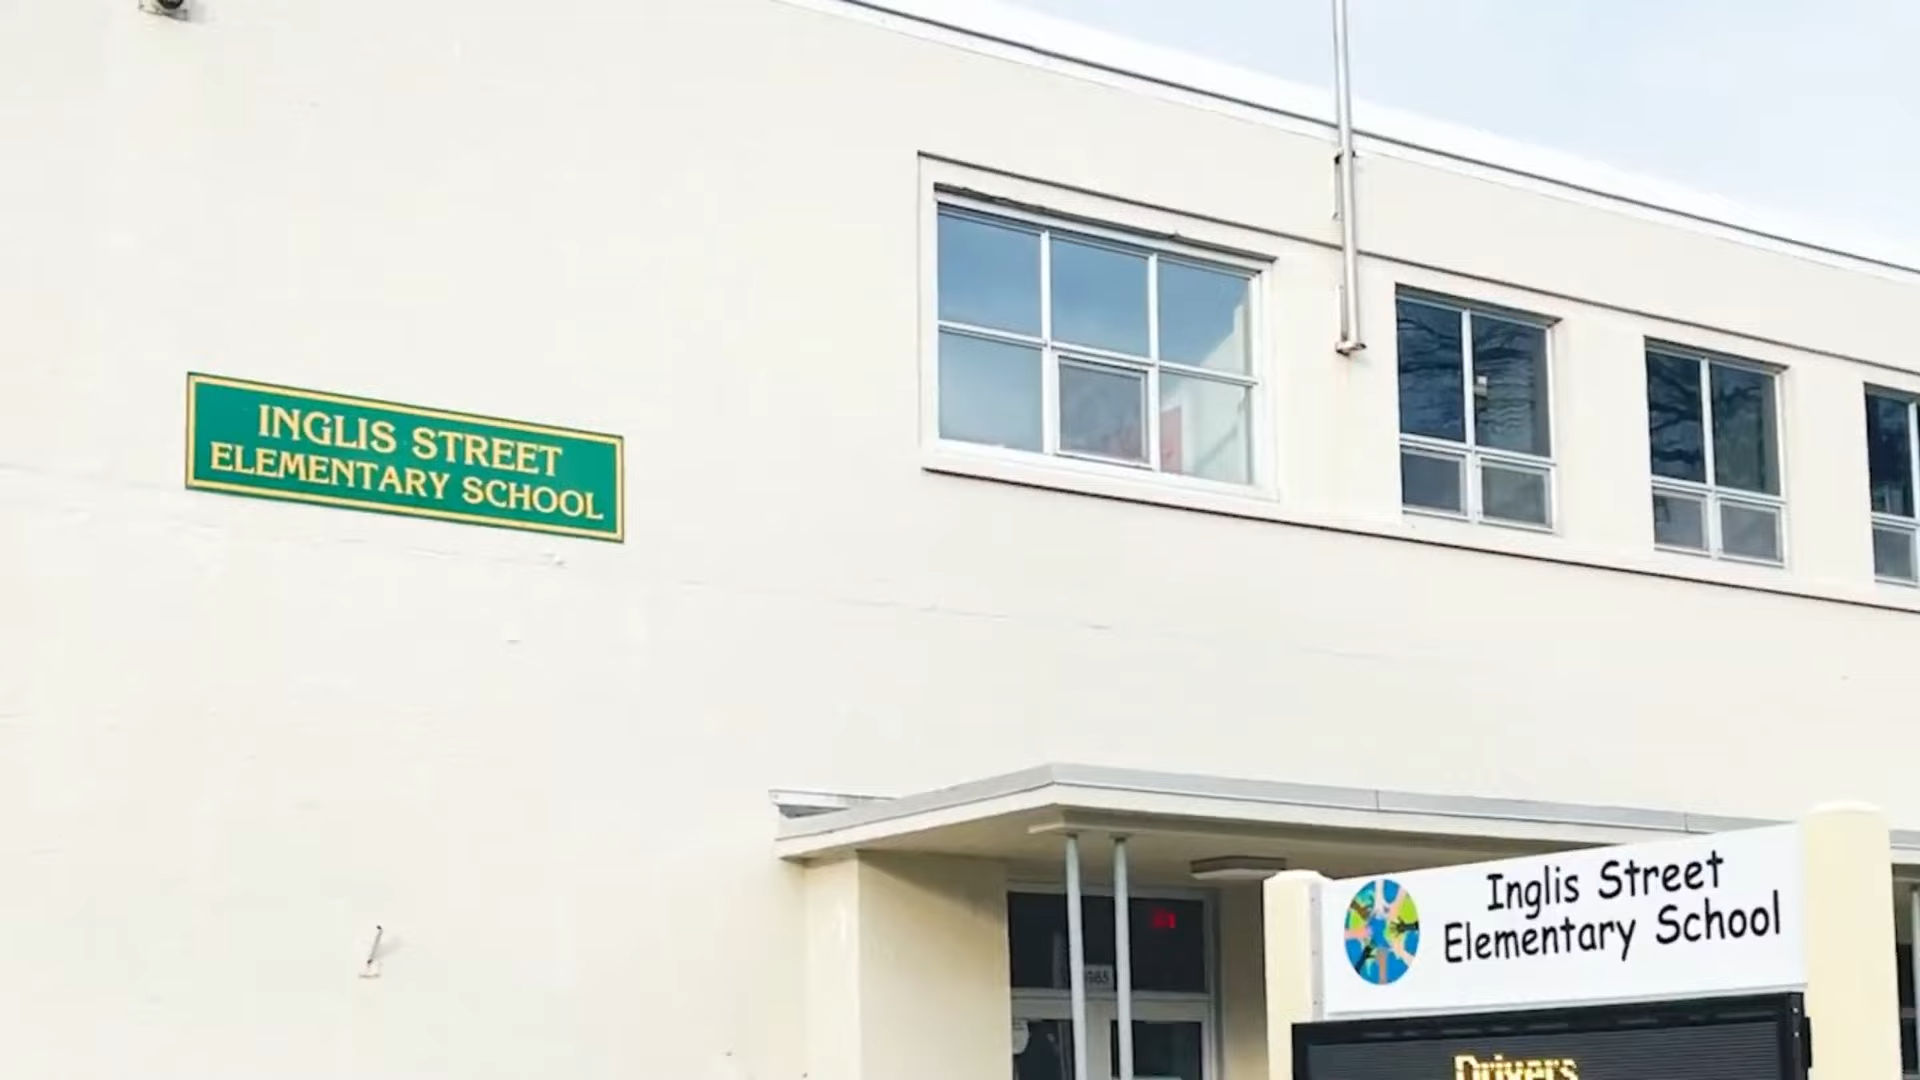 INGLIS STREET
ELEMENTARY SCHOOL
Inglis Street
Elementary School
Drivers